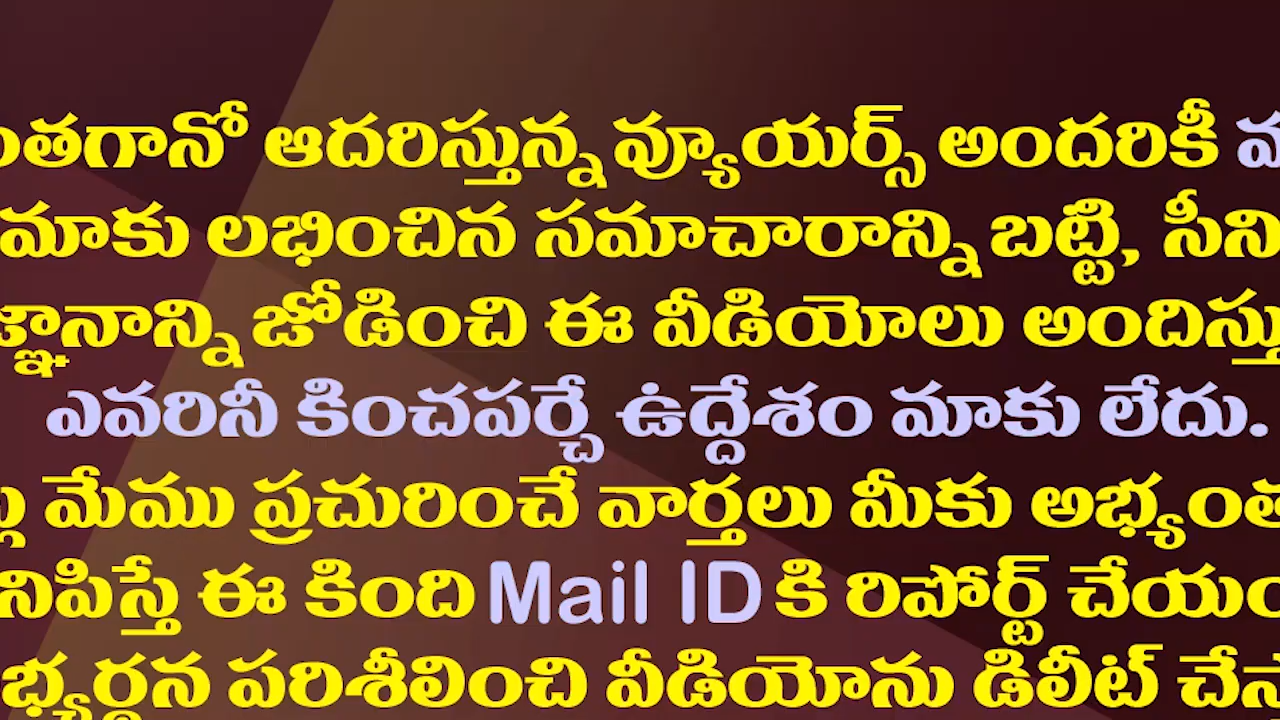 ంతగానో ఆదరిస్తున్న వ్యూయర్స్ అందరికీ
మాకు లభించిన సమాచారాన్ని బట్టి, సీని
జ్ఞానాన్ని జోడించి ఈ వీడియోలు అందిస్తు
ఎవరినీ కించపర్చే ఉద్దేశం మాకు లేదు.
మేము ప్రచురించే వార్తలు మీకు అభ్యంత
నిపిస్తే ఈ కింది Mail ID కి రిపోర్ట్ చేయం
భ్యర్థన పరిశీలించి వీడియోను డిలీట్ చేస